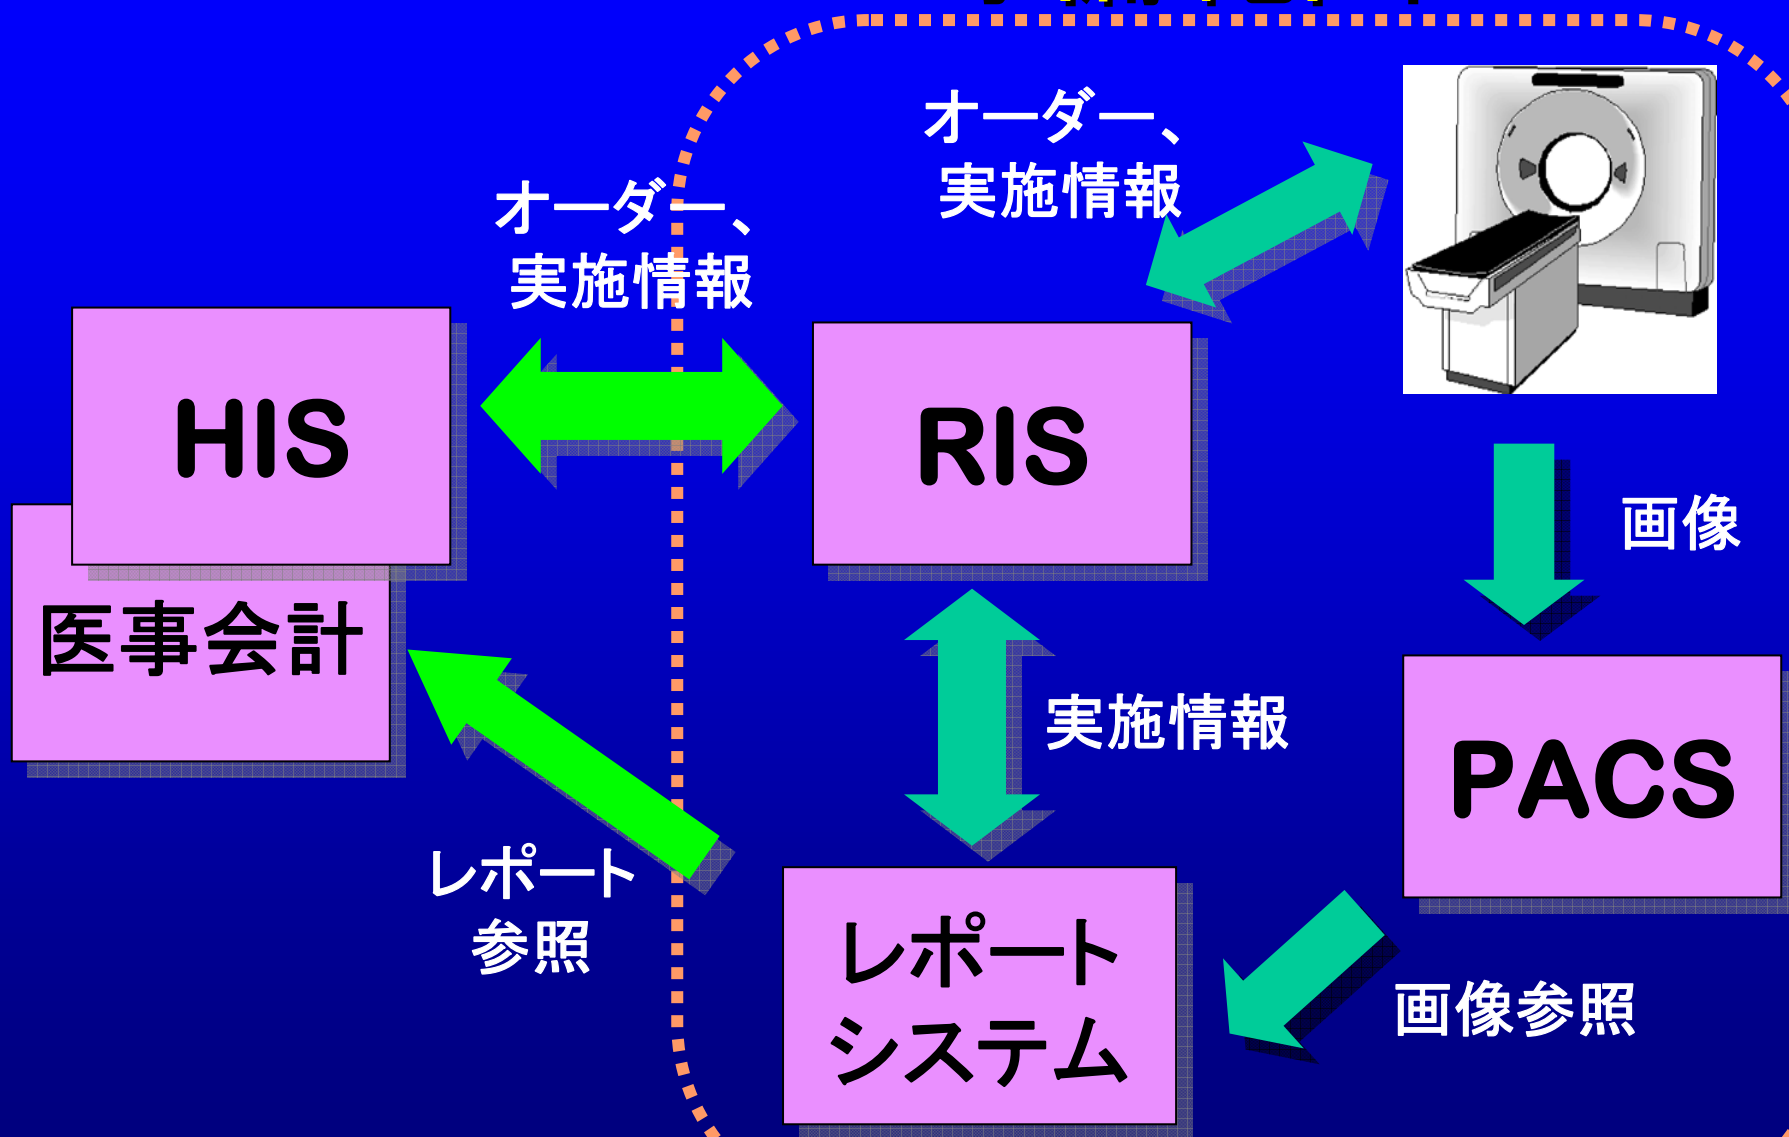 オーダー、
実施情報
オーダー、
実施情報
HIS
RIS
画像
医事会計
実施情報
PACS
レポート
参照
レポート
システム
画像参照